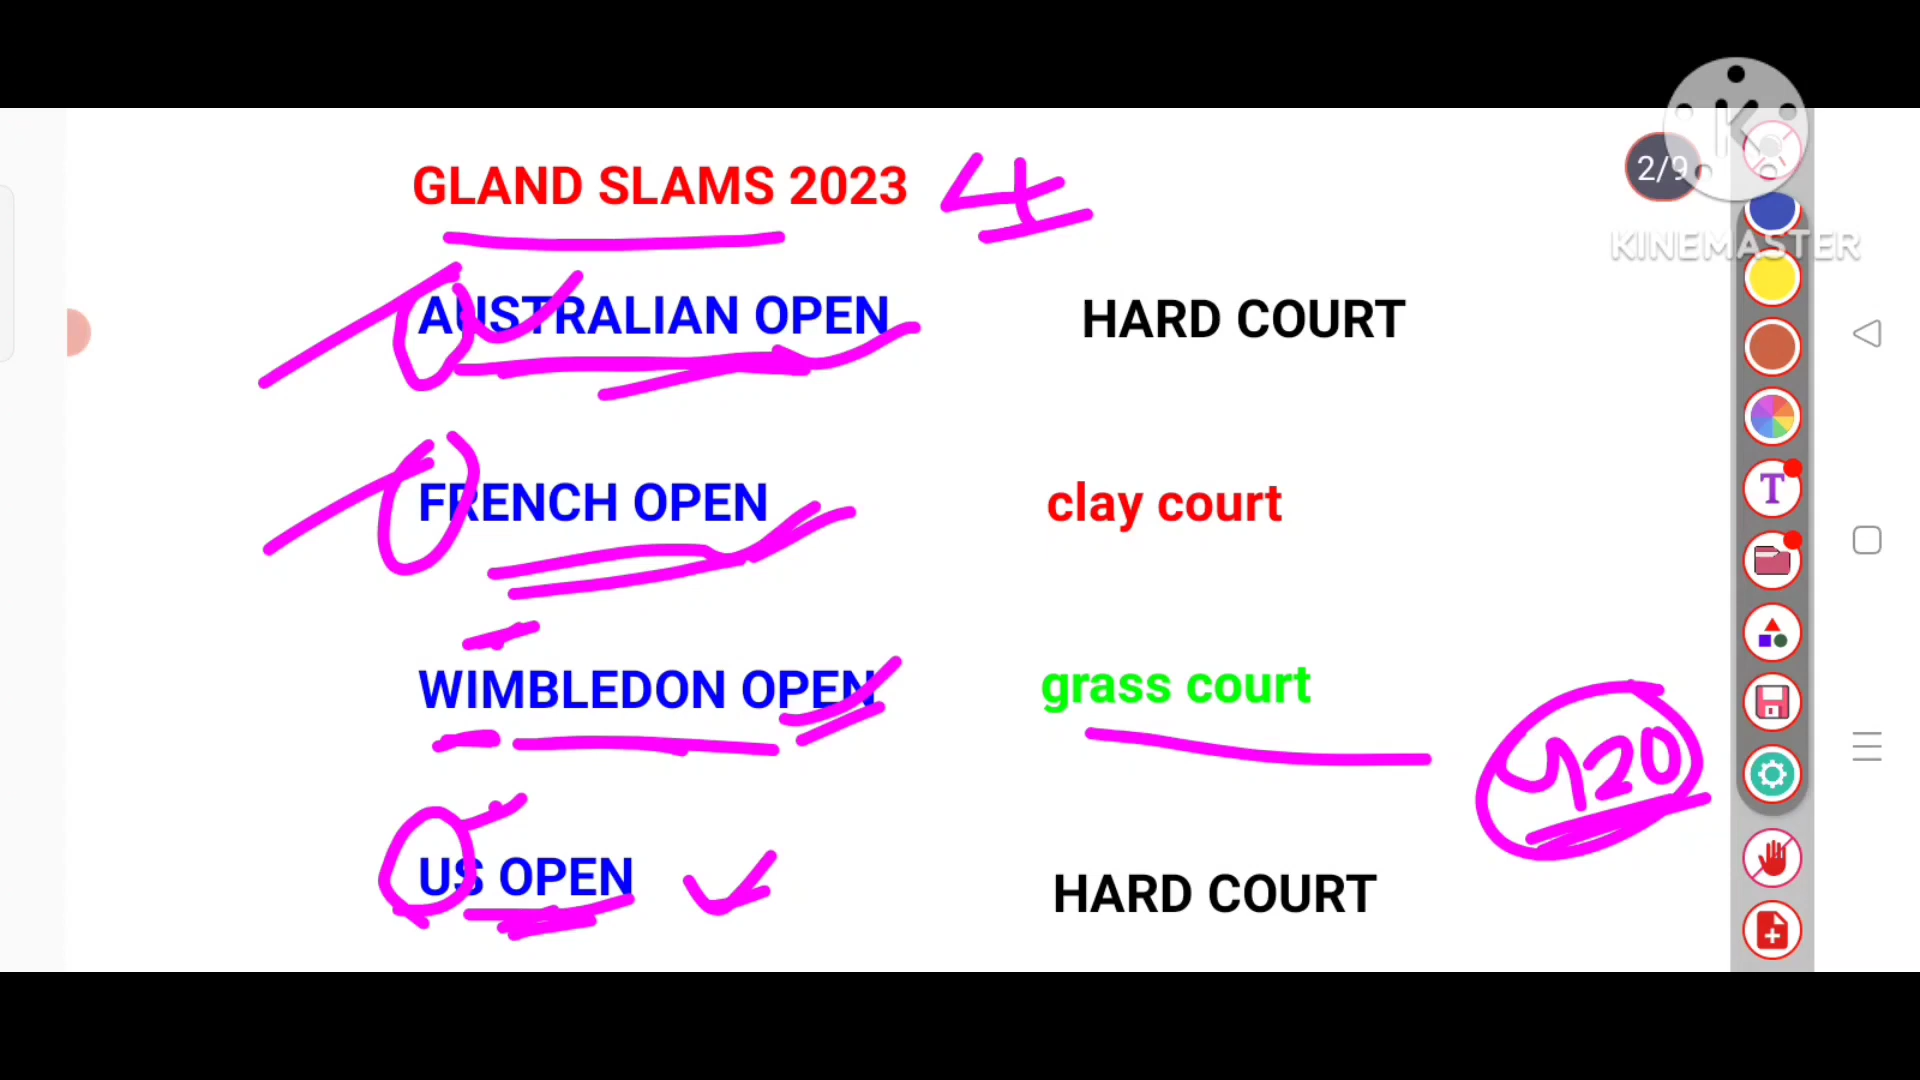 GLAND SLAMS 2023 4
2/9
KINEMASTER
AUSTRALIAN OPEN HARD COURT
FRENCH OPEN clay court
WIMBLEDON OPEN grass court
420
US OPEN HARD COURT